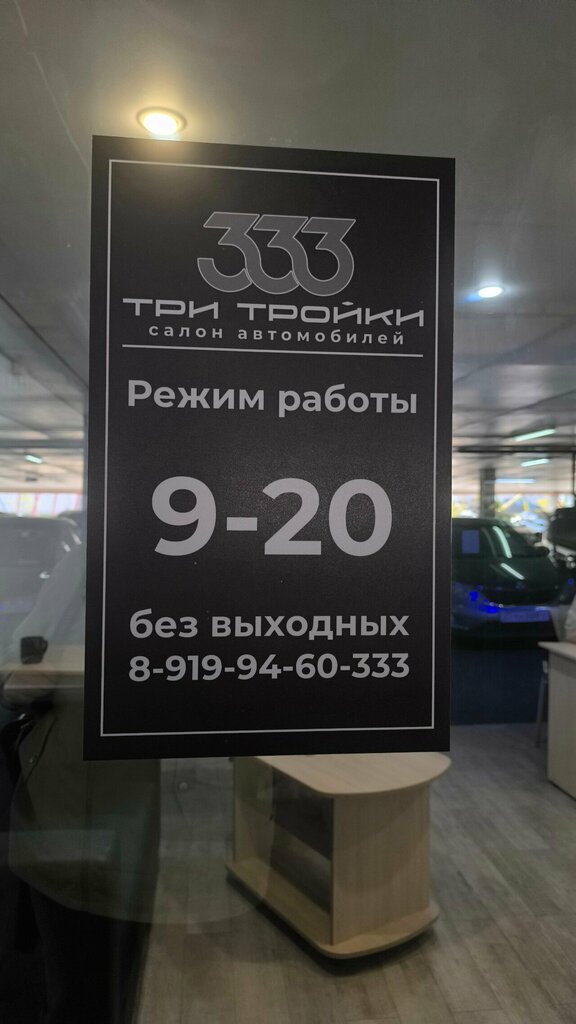 333
ТРИ ТРОЙКИ
салон автомобилей
Режим работы
9-20
без выходных
8-919-94-60-333